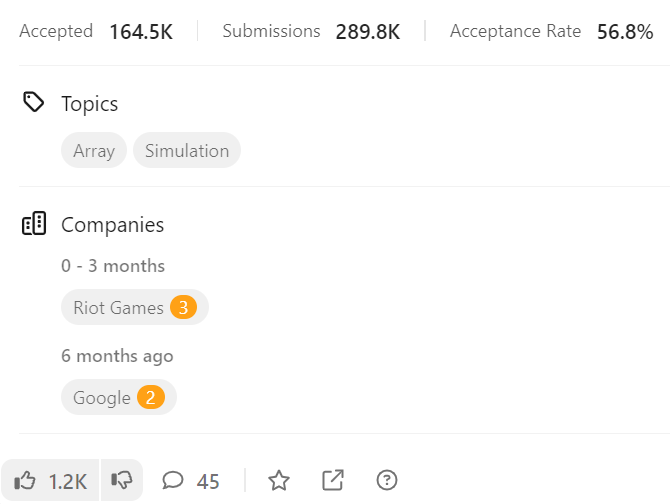 Accepted 164.5K Submissions 289.8K Acceptance Rate 56.8%
Topics
Array Simulation
Companies
0 - 3 months
Riot Games 3
6 months ago
Google 2
1.2K 45